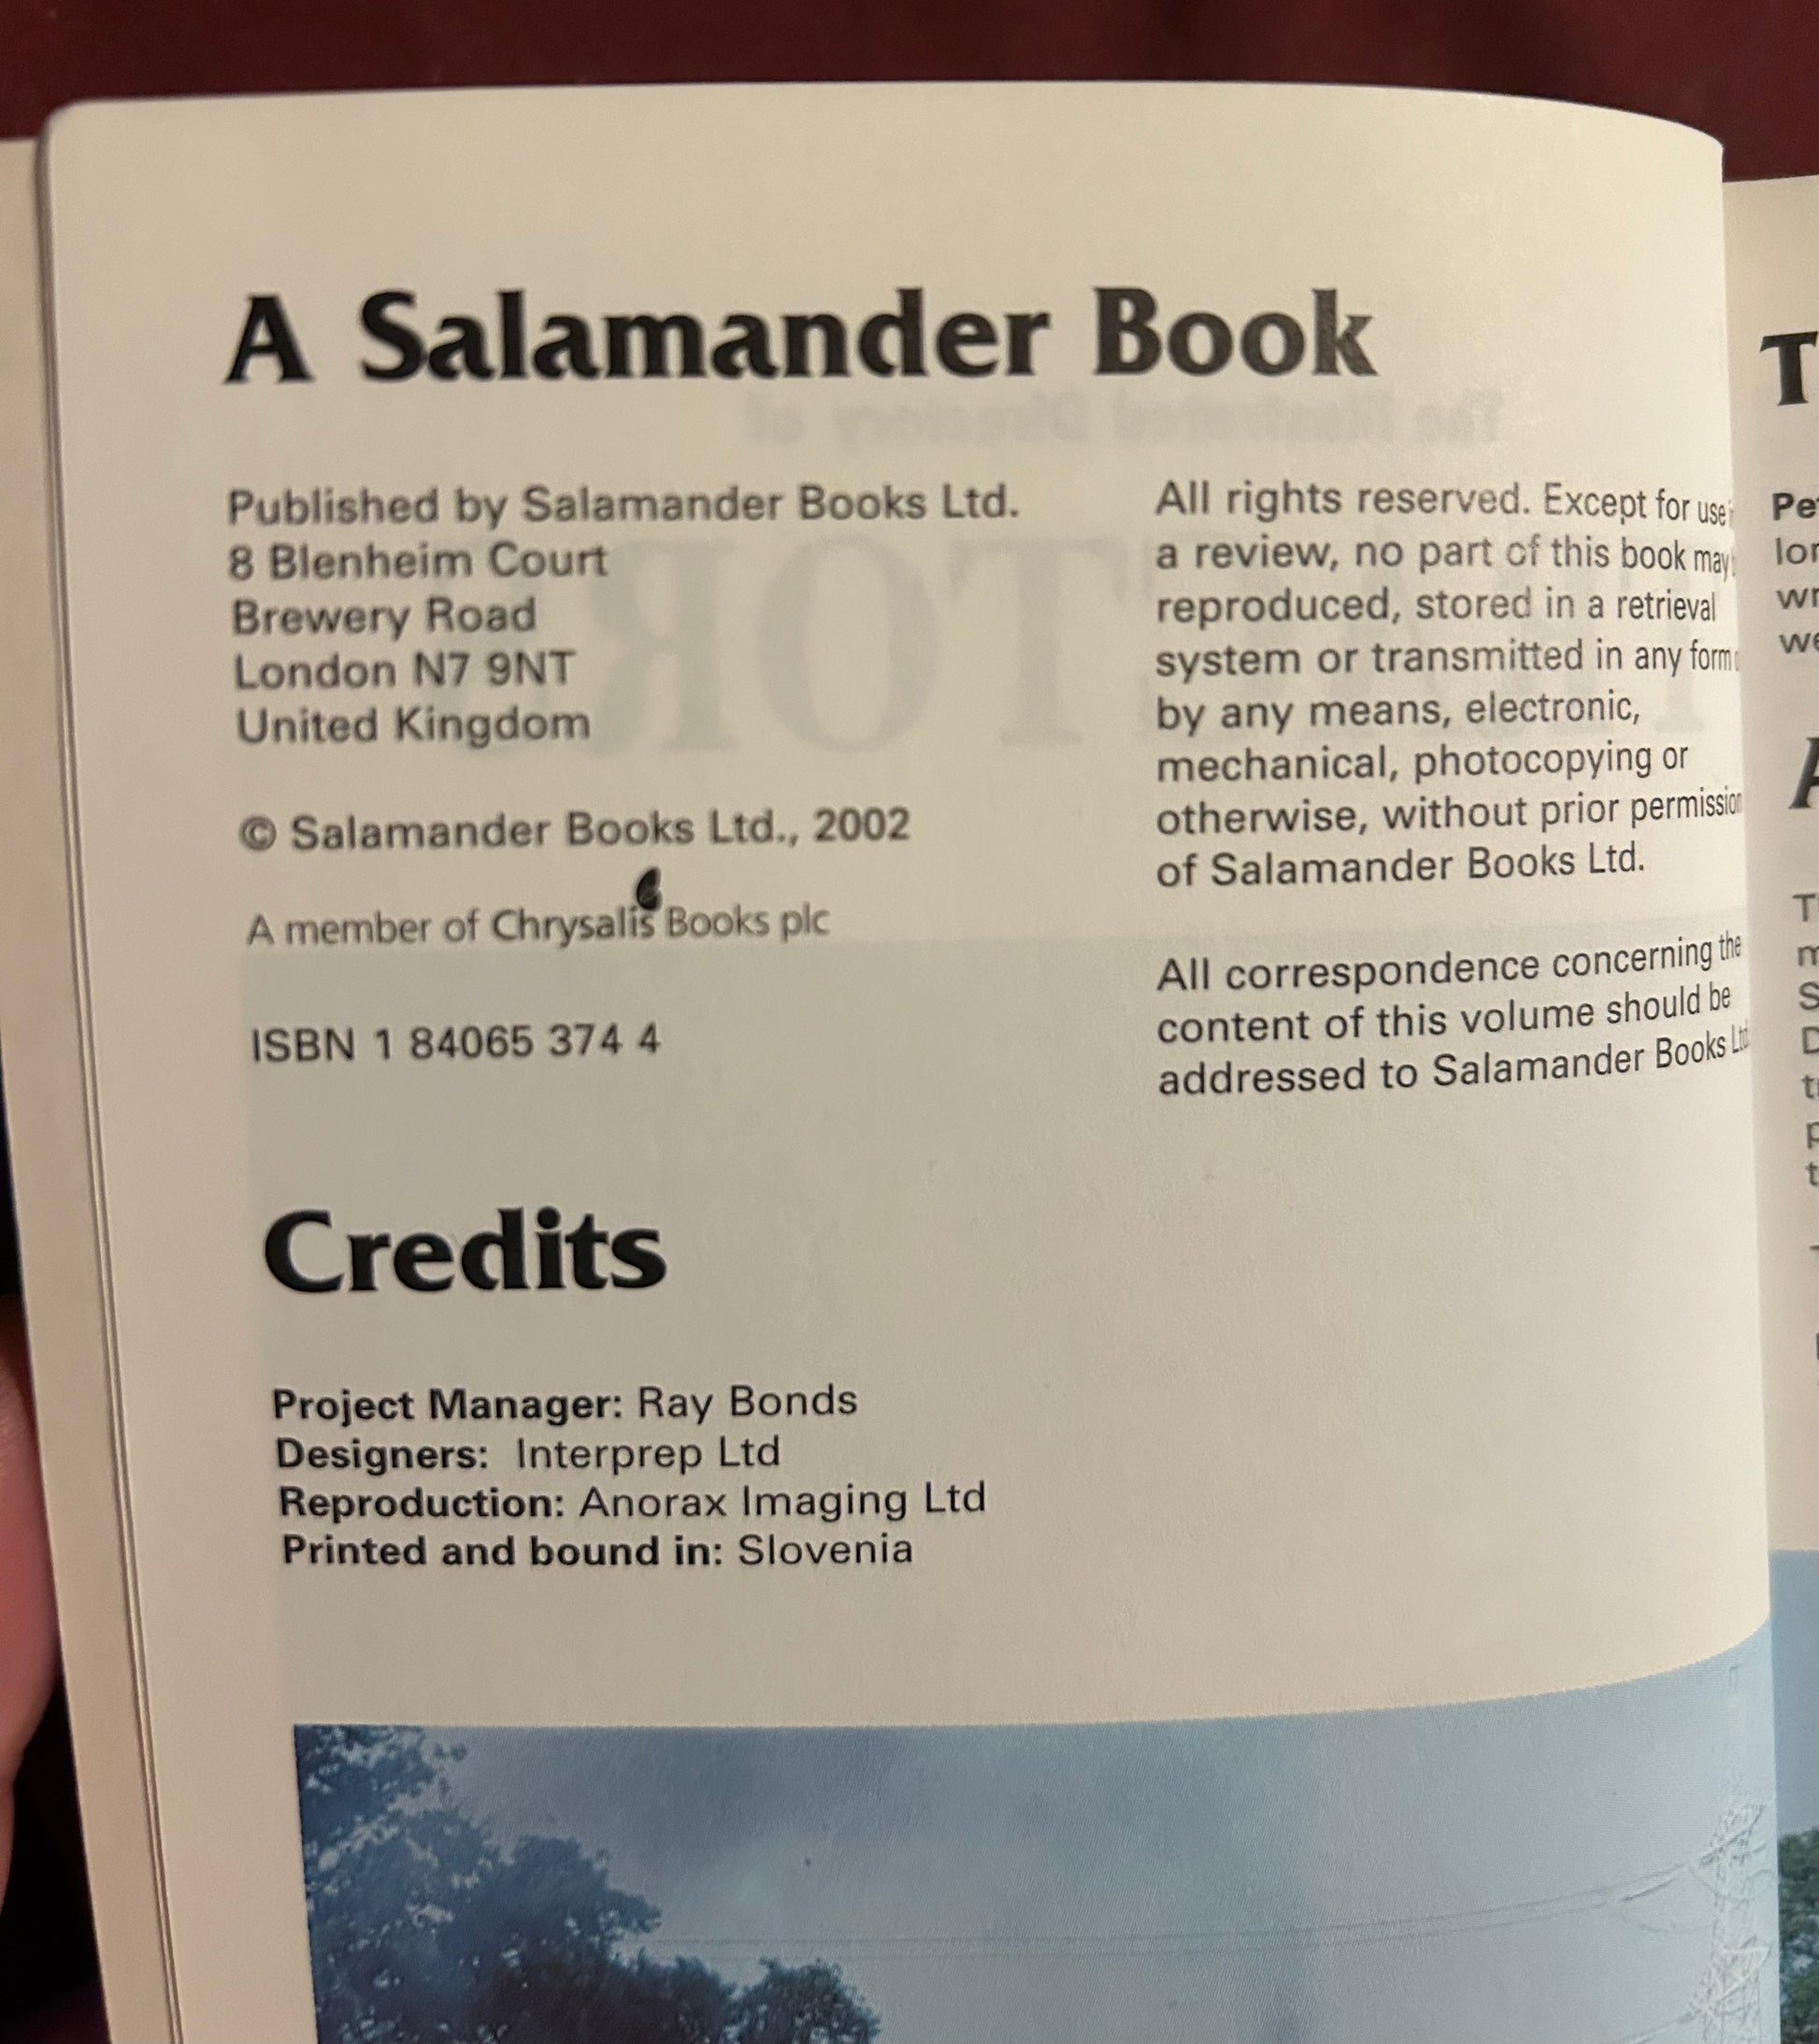 A Salamander Book
Published by Salamander Books Ltd.
8 Blenheim Court
Brewery Road
London N7 9NT
United Kingdom
© Salamander Books Ltd., 2002
A member of Chrysalis Books plc
ISBN 1 84065 374 4
All rights reserved. Except for use
a review, no part of this book may
reproduced, stored in a retrieval
system or transmitted in any form
by any means, electronic,
mechanical, photocopying or
otherwise, without prior permission
of Salamander Books Ltd.
All correspondence concerning the
content of this volume should be
addressed to Salamander Books Ltd
Credits
Project Manager: Ray Bonds
Designers: Interprep Ltd
Reproduction: Anorax Imaging Ltd
Printed and bound in: Slovenia